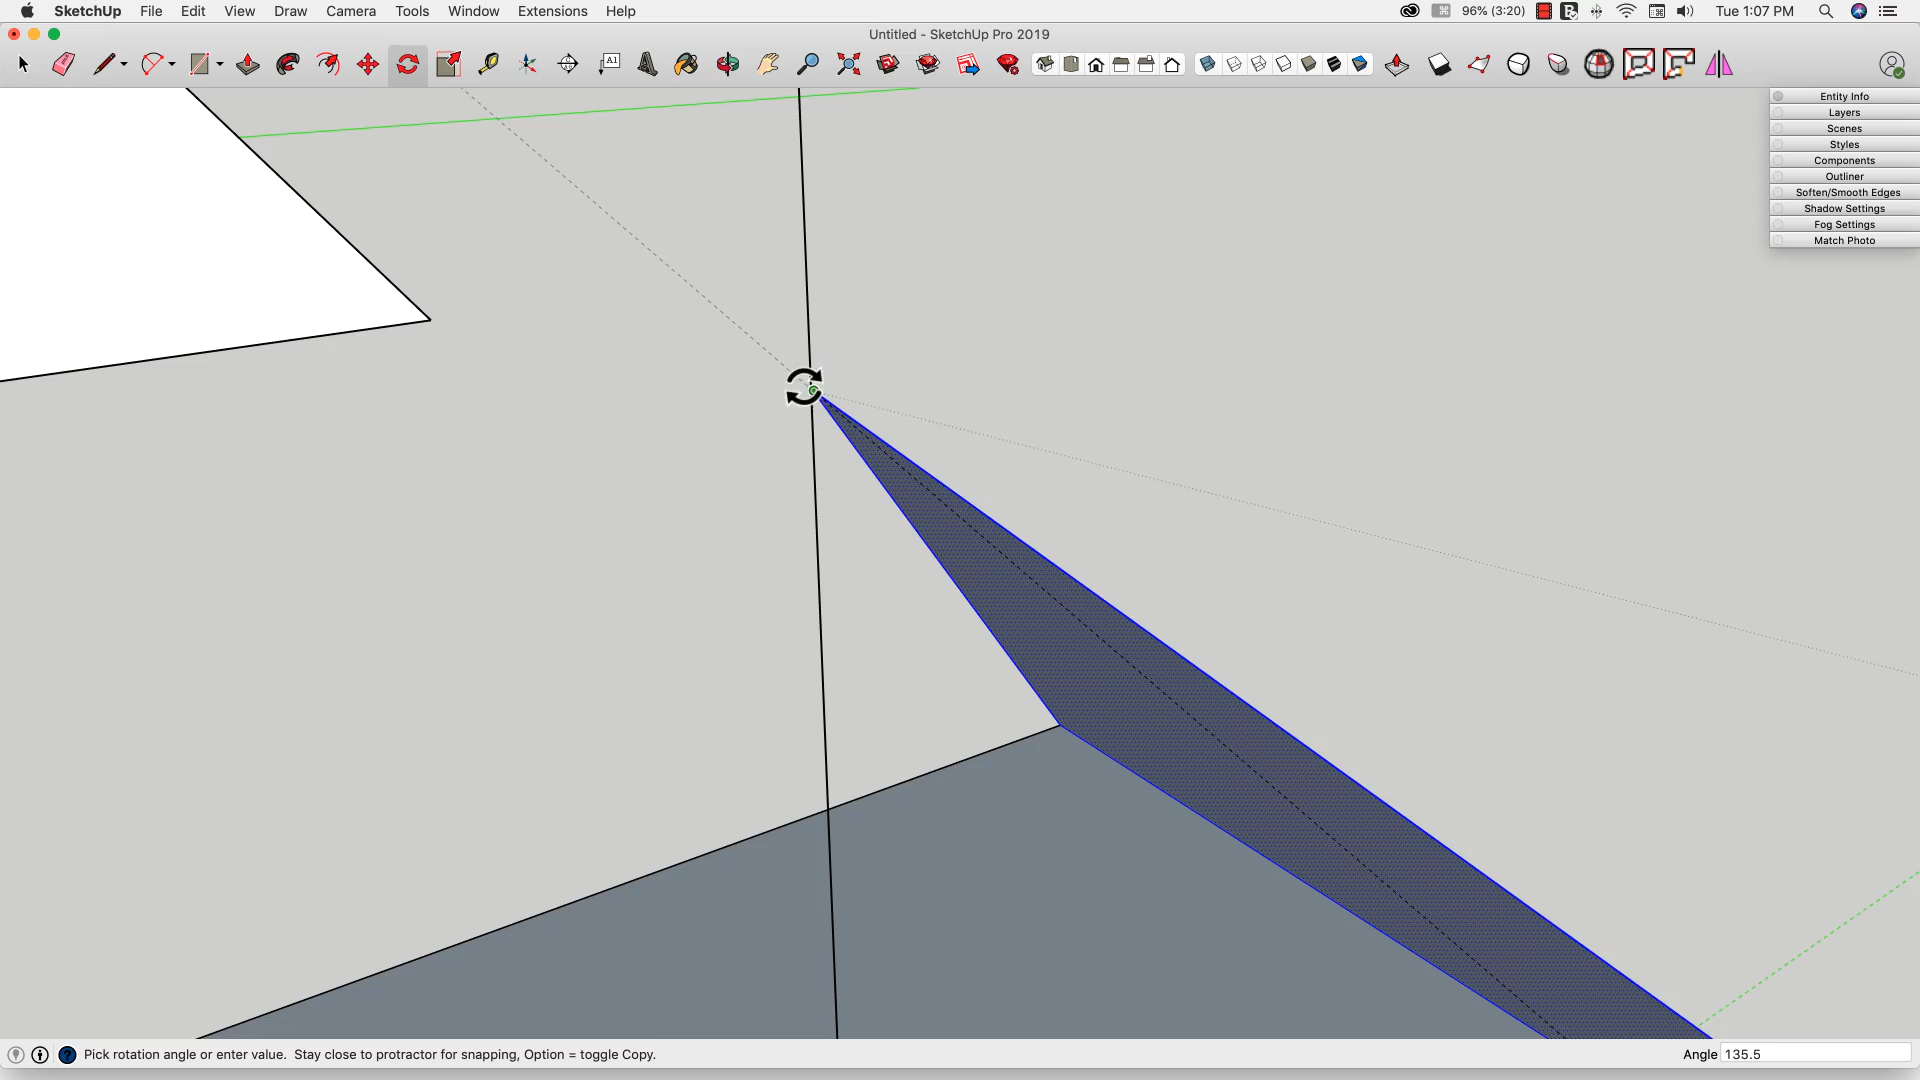 SketchUp File Edit View Draw Camera Tools Window Extensions Help 96% (3:20) Tue 1:07 PM
Untitled - SketchUp Pro 2019
A1
Entity Info
Layers
Scenes
Styles
Components
Outliner
Soften/Smooth Edges
Shadow Settings
Fog Settings
Match Photo
Pick rotation angle or enter value. Stay close to protractor for snapping, Option = toggle Copy. Angle 135.5